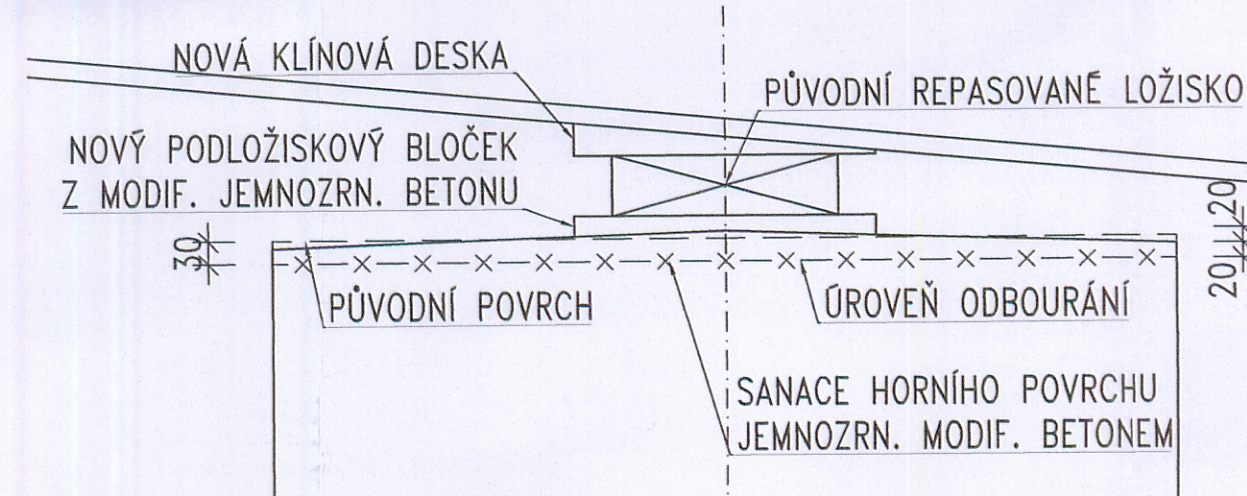 NOVÁ KLÍNOVÁ DESKA
PŮVODNÍ REPASOVANÉ LOŽISKO
NOVÝ PODLOŽISKOVÝ BLOČEK
Z MODIF. JEMNOZRN. BETONU
30
20
20
PŮVODNÍ POVRCH
ÚROVEŇ ODBOURÁNÍ
SANACE HORNÍHO POVRCHU
JEMNOZRN. MODIF. BETONEM